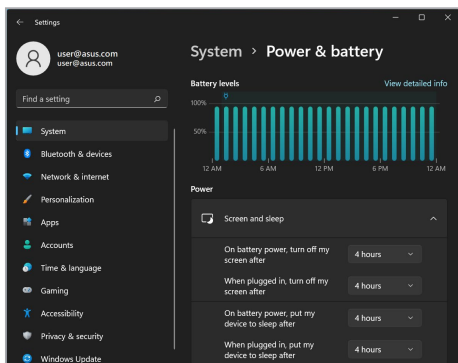 Settings
user@asus.com
user@asus.com
Find a setting
System
Bluetooth & devices
Network & internet
Personalization
Apps
Accounts
Time & language
Gaming
Accessibility
Privacy & security
Windows Update
System > Power & battery
Battery levels
View detailed info
100%
50%
12 AM 6 AM 12 PM 6 PM 12 AM
Power
Screen and sleep
On battery power, turn off my
screen after
4 hours
When plugged in, turn off my
screen after
4 hours
On battery power, put my
device to sleep after
4 hours
When plugged in, put my
device to sleep after
4 hours